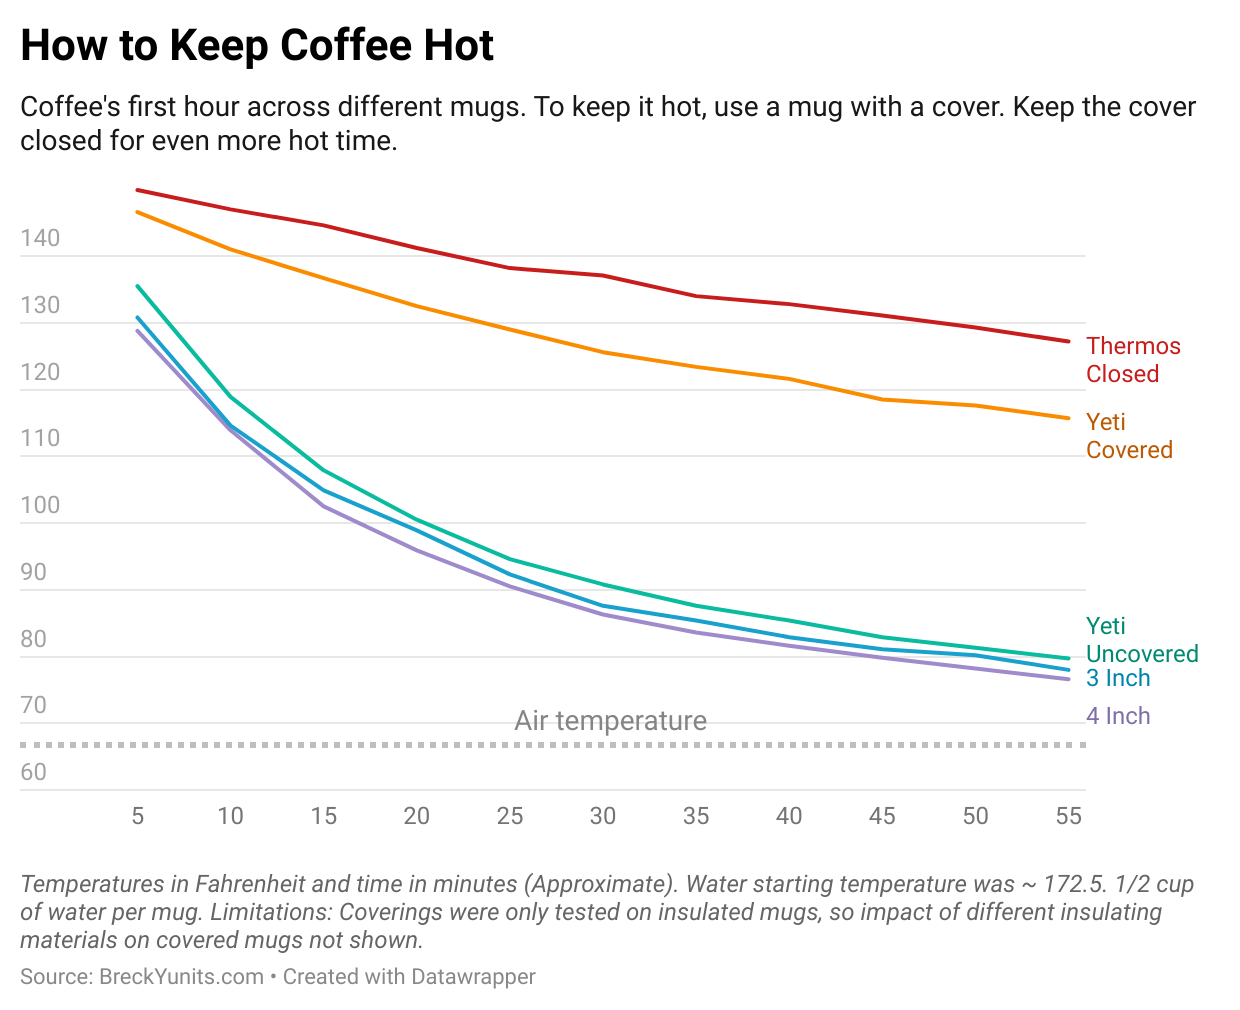 How to Keep Coffee Hot
Coffee's first hour across different mugs. To keep it hot, use a mug with a cover. Keep the cover
closed for even more hot time.
140
130
120
110
100
90
80
70
60
Thermos
Closed
Yeti
Covered
Yeti
Uncovered
3 Inch
4 Inch
Air temperature
5 10 15 20 25 30 35 40 45 50 55
Temperatures in Fahrenheit and time in minutes (Approximate). Water starting temperature was ~ 172.5. 1/2 cup
of water per mug. Limitations: Coverings were only tested on insulated mugs, so impact of different insulating
materials on covered mugs not shown.
Source: BreckYunits.com • Created with Datawrapper